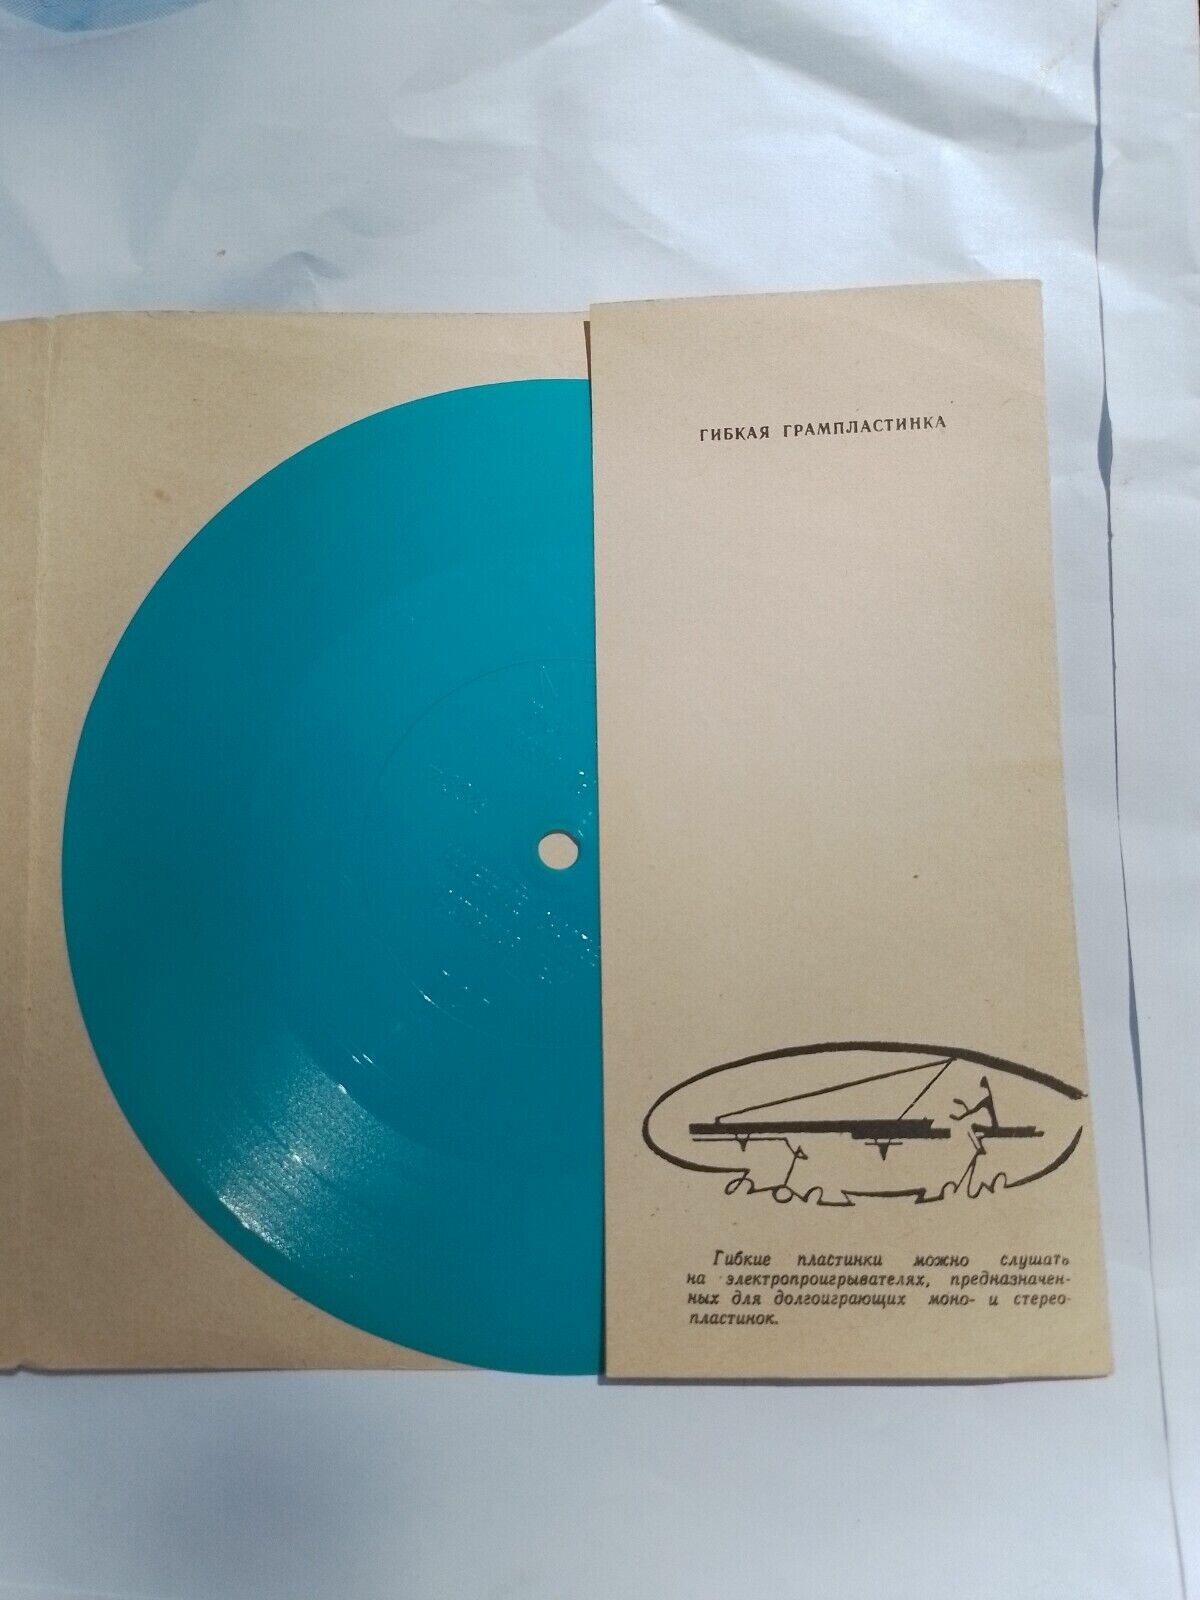 ГИБКАЯ ГРАМПЛАСТИНКА
Гибкие пластинки можно слушать
на электропроигрывателях, предназначен-
ных для долгоиграющих моно- и стерео-
пластинок.